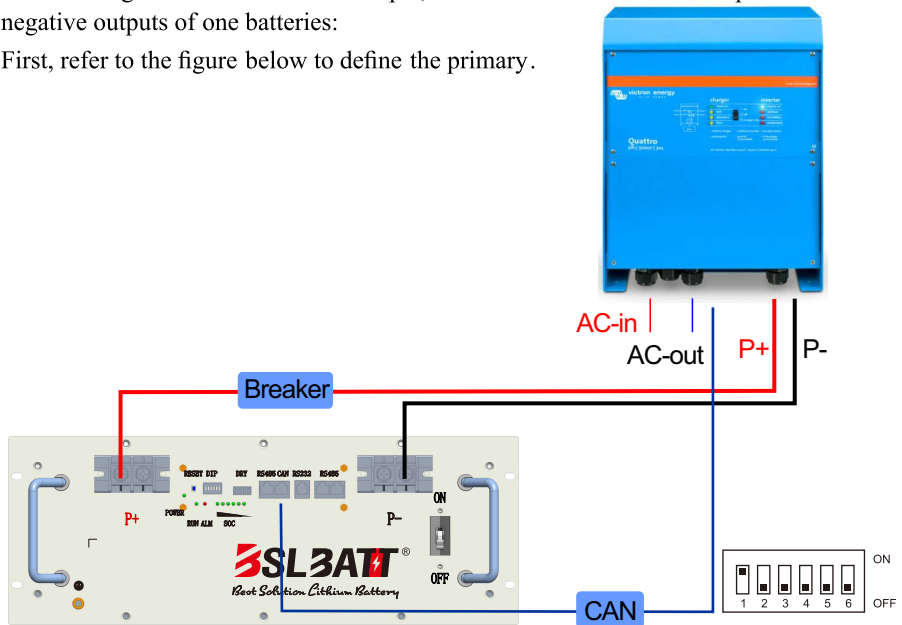 negative outputs of one batteries:
First, refer to the figure below to define the primary.
victron energy
charger
inverter
Quattro
AC-in
AC-out
P+
P-
Breaker
RESET DIP
DRY
RS485 CAN
RS232
RS485
POWER
RUN ALM
SOC
P+
P-
ON
OFF
BSLBATT®
Best Solution Lithium Battery
CAN
ON
1 2 3 4 5 6
OFF